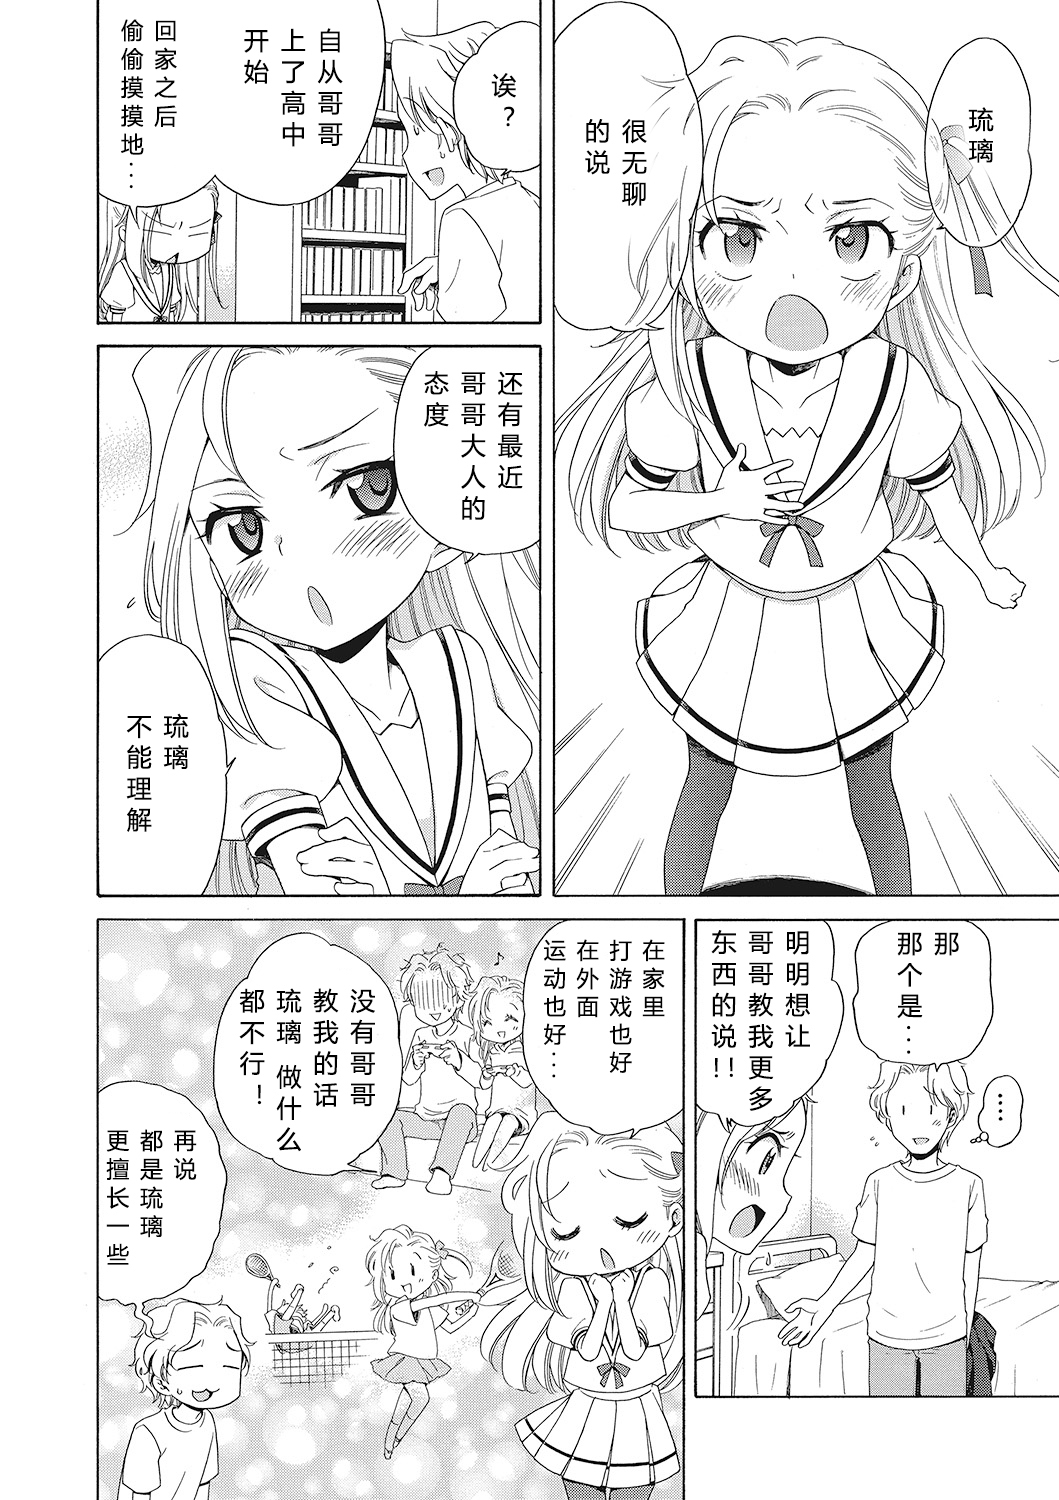 琉
璃
很无聊
的说
诶？
自从哥哥
上了高中
开始
回家之后
偷偷摸摸
地...
还有最近
哥哥大人的
态度
琉璃
不能理解
那
那个是...
....
明明想让
哥哥教我更多
东西的说!!
在家里
打游戏也好
在外面
运动也好...
没有哥哥
教我的话
琉璃 做什么
都不行！
再说
都是琉璃
更擅长一些